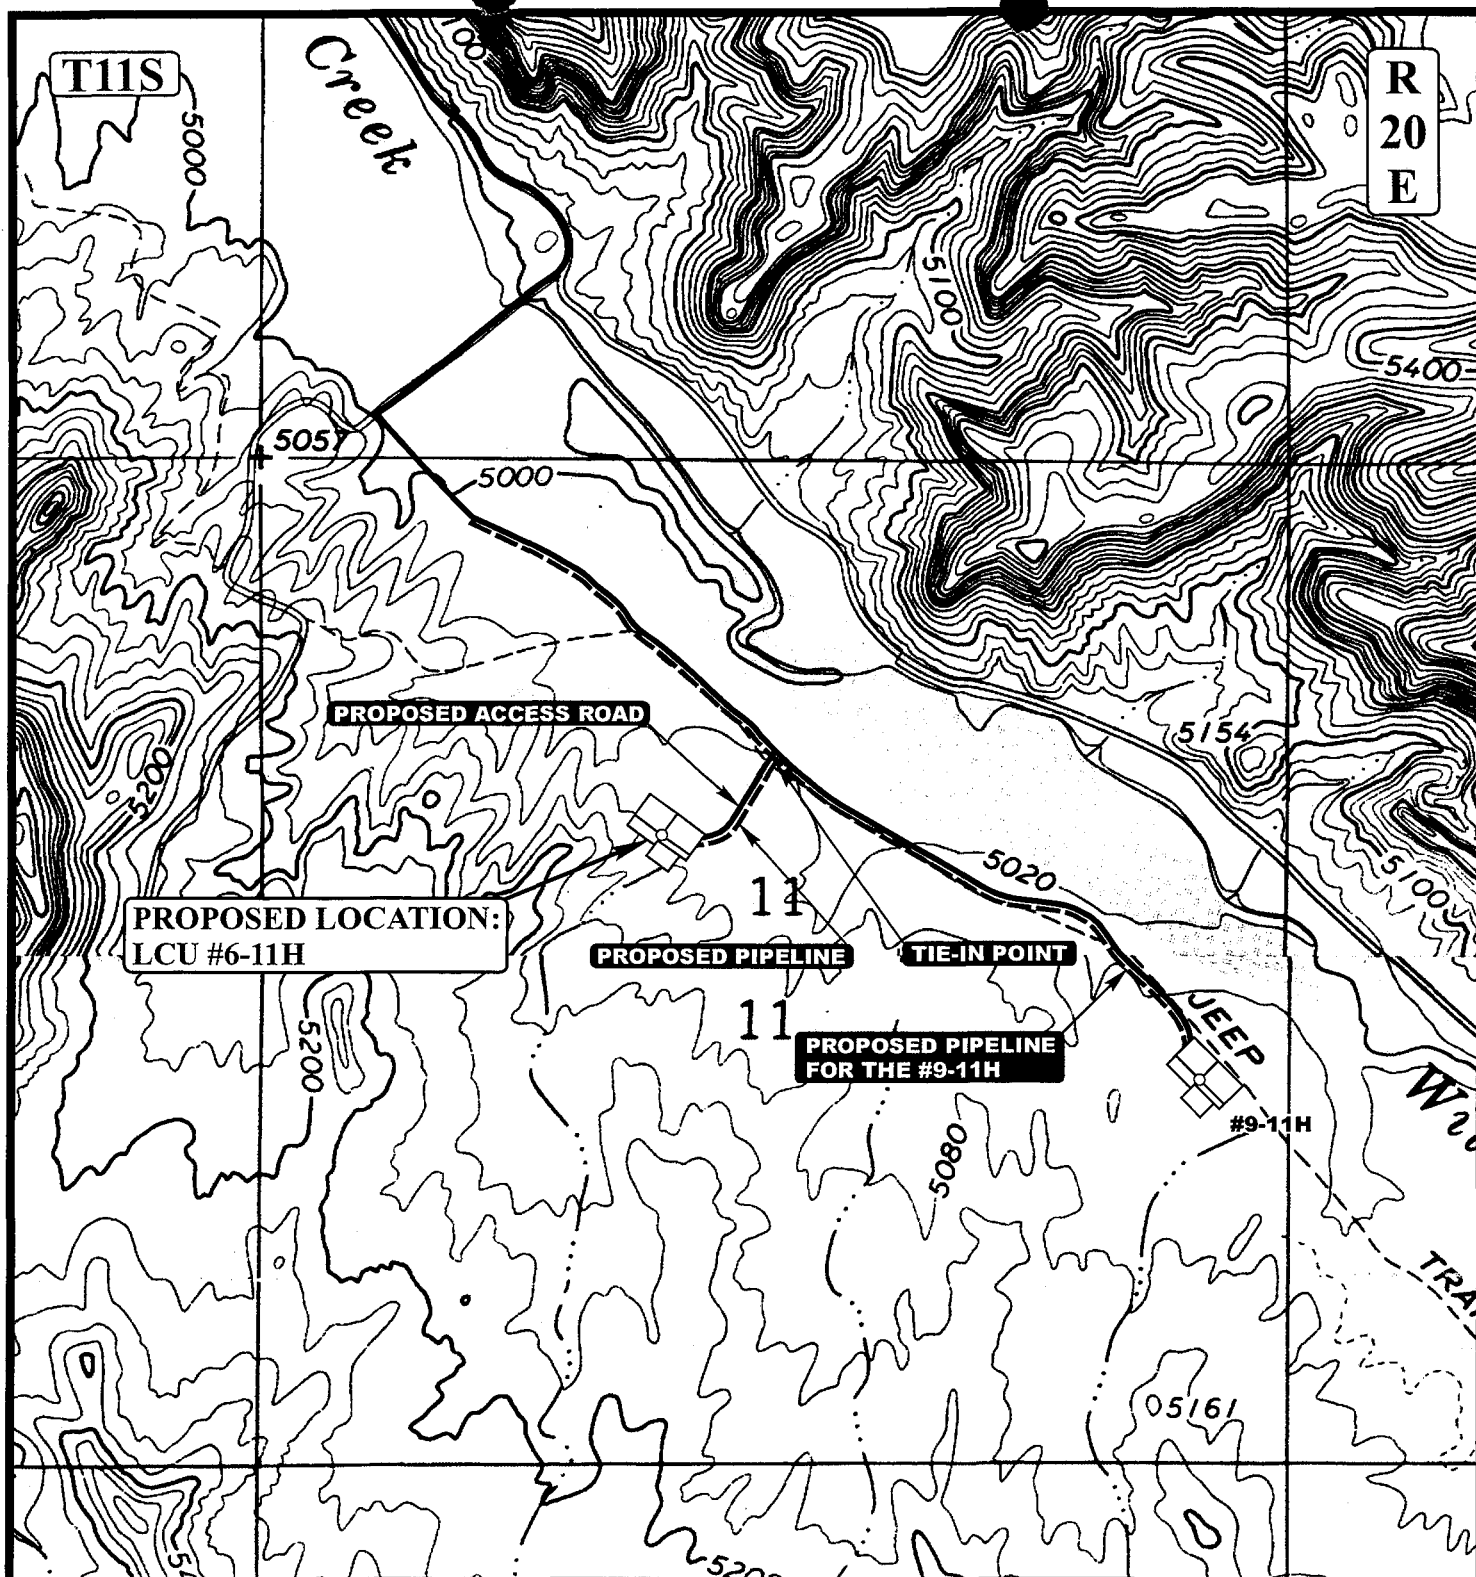 T11S
Creek
R
20
E
5000
5100
5400
5057
5000
PROPOSED ACCESS ROAD
5154
5200
5020
5100
11
PROPOSED LOCATION:
LCU #6-11H
PROPOSED PIPELINE
TIE-IN POINT
11
JEEP
5200
PROPOSED PIPELINE
FOR THE #9-11H
#9-11H
5080
5161